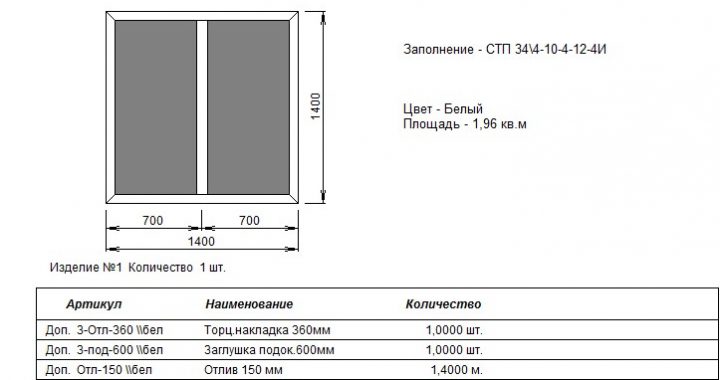 Заполнение - СТП 34\4-10-4-12-4И
1400
Цвет - Белый
Площадь - 1,96 кв.м
700 700
1400
Изделие №1 Количество 1 шт.
Артикул Наименование Количество
Доп. З-Отл-360 \\бел Торц.накладка 360мм 1,0000 шт.
Доп. З-под-600 \\бел Заглушка подок.600мм 1,0000 шт.
Доп. Отл-150 \\бел Отлив 150 мм 1,4000 м.